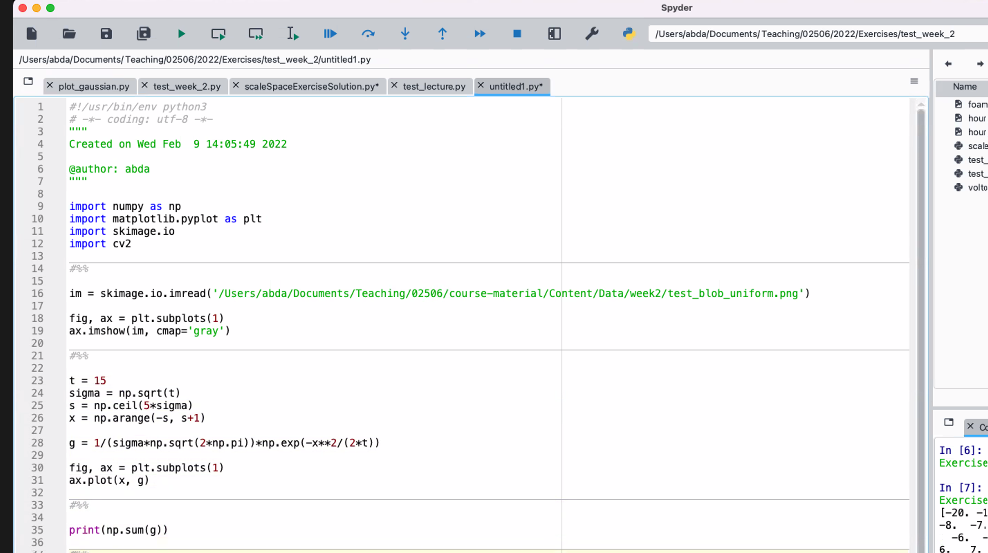 Spyder
/Users/abda/Documents/Teaching/02506/2022/Exercises/test_week_2
/Users/abda/Documents/Teaching/02506/2022/Exercises/test_week_2/untitled1.py
plot_gaussian.py test_week_2.py scaleSpaceExerciseSolution.py* test_lecture.py untitled1.py*
Name
1 #!/usr/bin/env python3
2 # -*- coding: utf-8 -*-
3 """
4 Created on Wed Feb  9 14:05:49 2022
5
6 @author: abda
7 """
8
9 import numpy as np
10 import matplotlib.pyplot as plt
11 import skimage.io
12 import cv2
13
14 #%%
15
16 im = skimage.io.imread('/Users/abda/Documents/Teaching/02506/course-material/Content/Data/week2/test_blob_uniform.png')
17
18 fig, ax = plt.subplots(1)
19 ax.imshow(im, cmap='gray')
20
21 #%%
22
23 t = 15
24 sigma = np.sqrt(t)
25 s = np.ceil(5*sigma)
26 x = np.arange(-s, s+1)
27
28 g = 1/(sigma*np.sqrt(2*np.pi))*np.exp(-x**2/(2*t))
29
30 fig, ax = plt.subplots(1)
31 ax.plot(x, g)
32
33 #%%
34
35 print(np.sum(g))
36
foam
hour
hour
scale
test_
test_
volto
In [6]:
Exercise
In [7]:
Exercise
[-20. -1
-8. -7.
-6. -
6. 7.